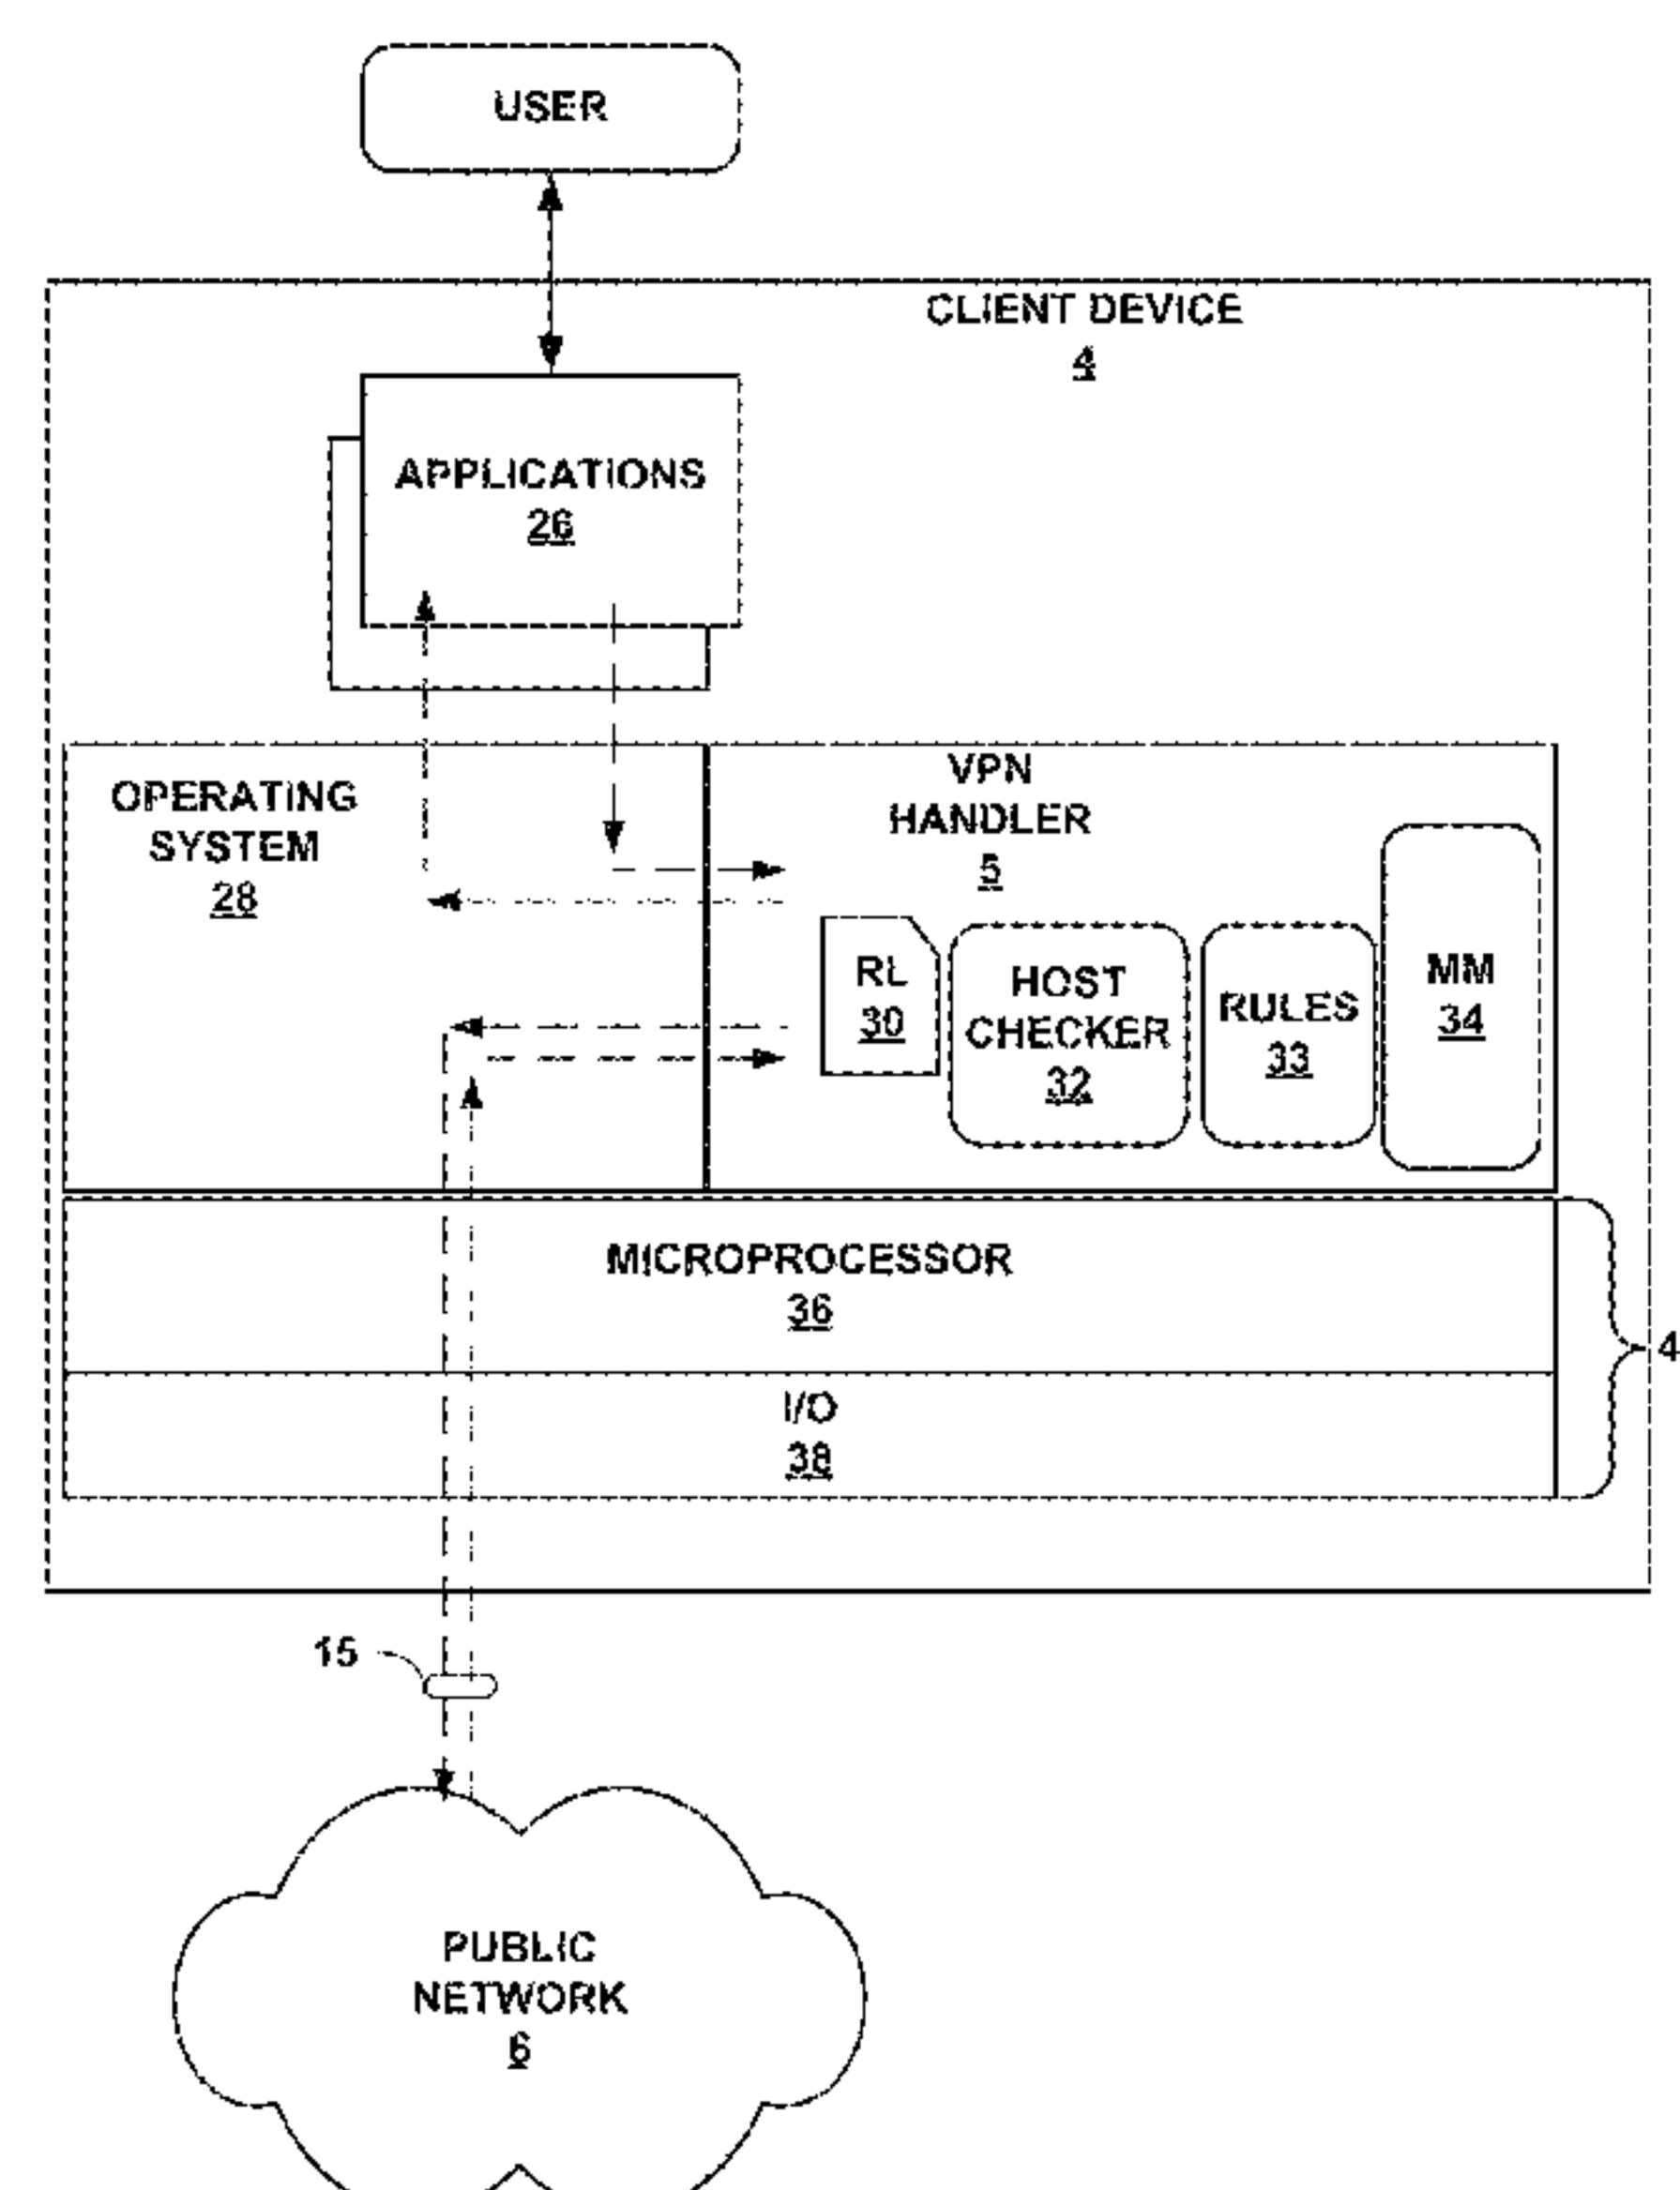 USER
CLIENT DEVICE
4
APPLICATIONS
26
OPERATING
SYSTEM
28
VPN
HANDLER
5
RL
30
HOST
CHECKER
32
RULES
33
MM
34
MICROPROCESSOR
36
I/O
38
4
15
PUBLIC
NETWORK
6